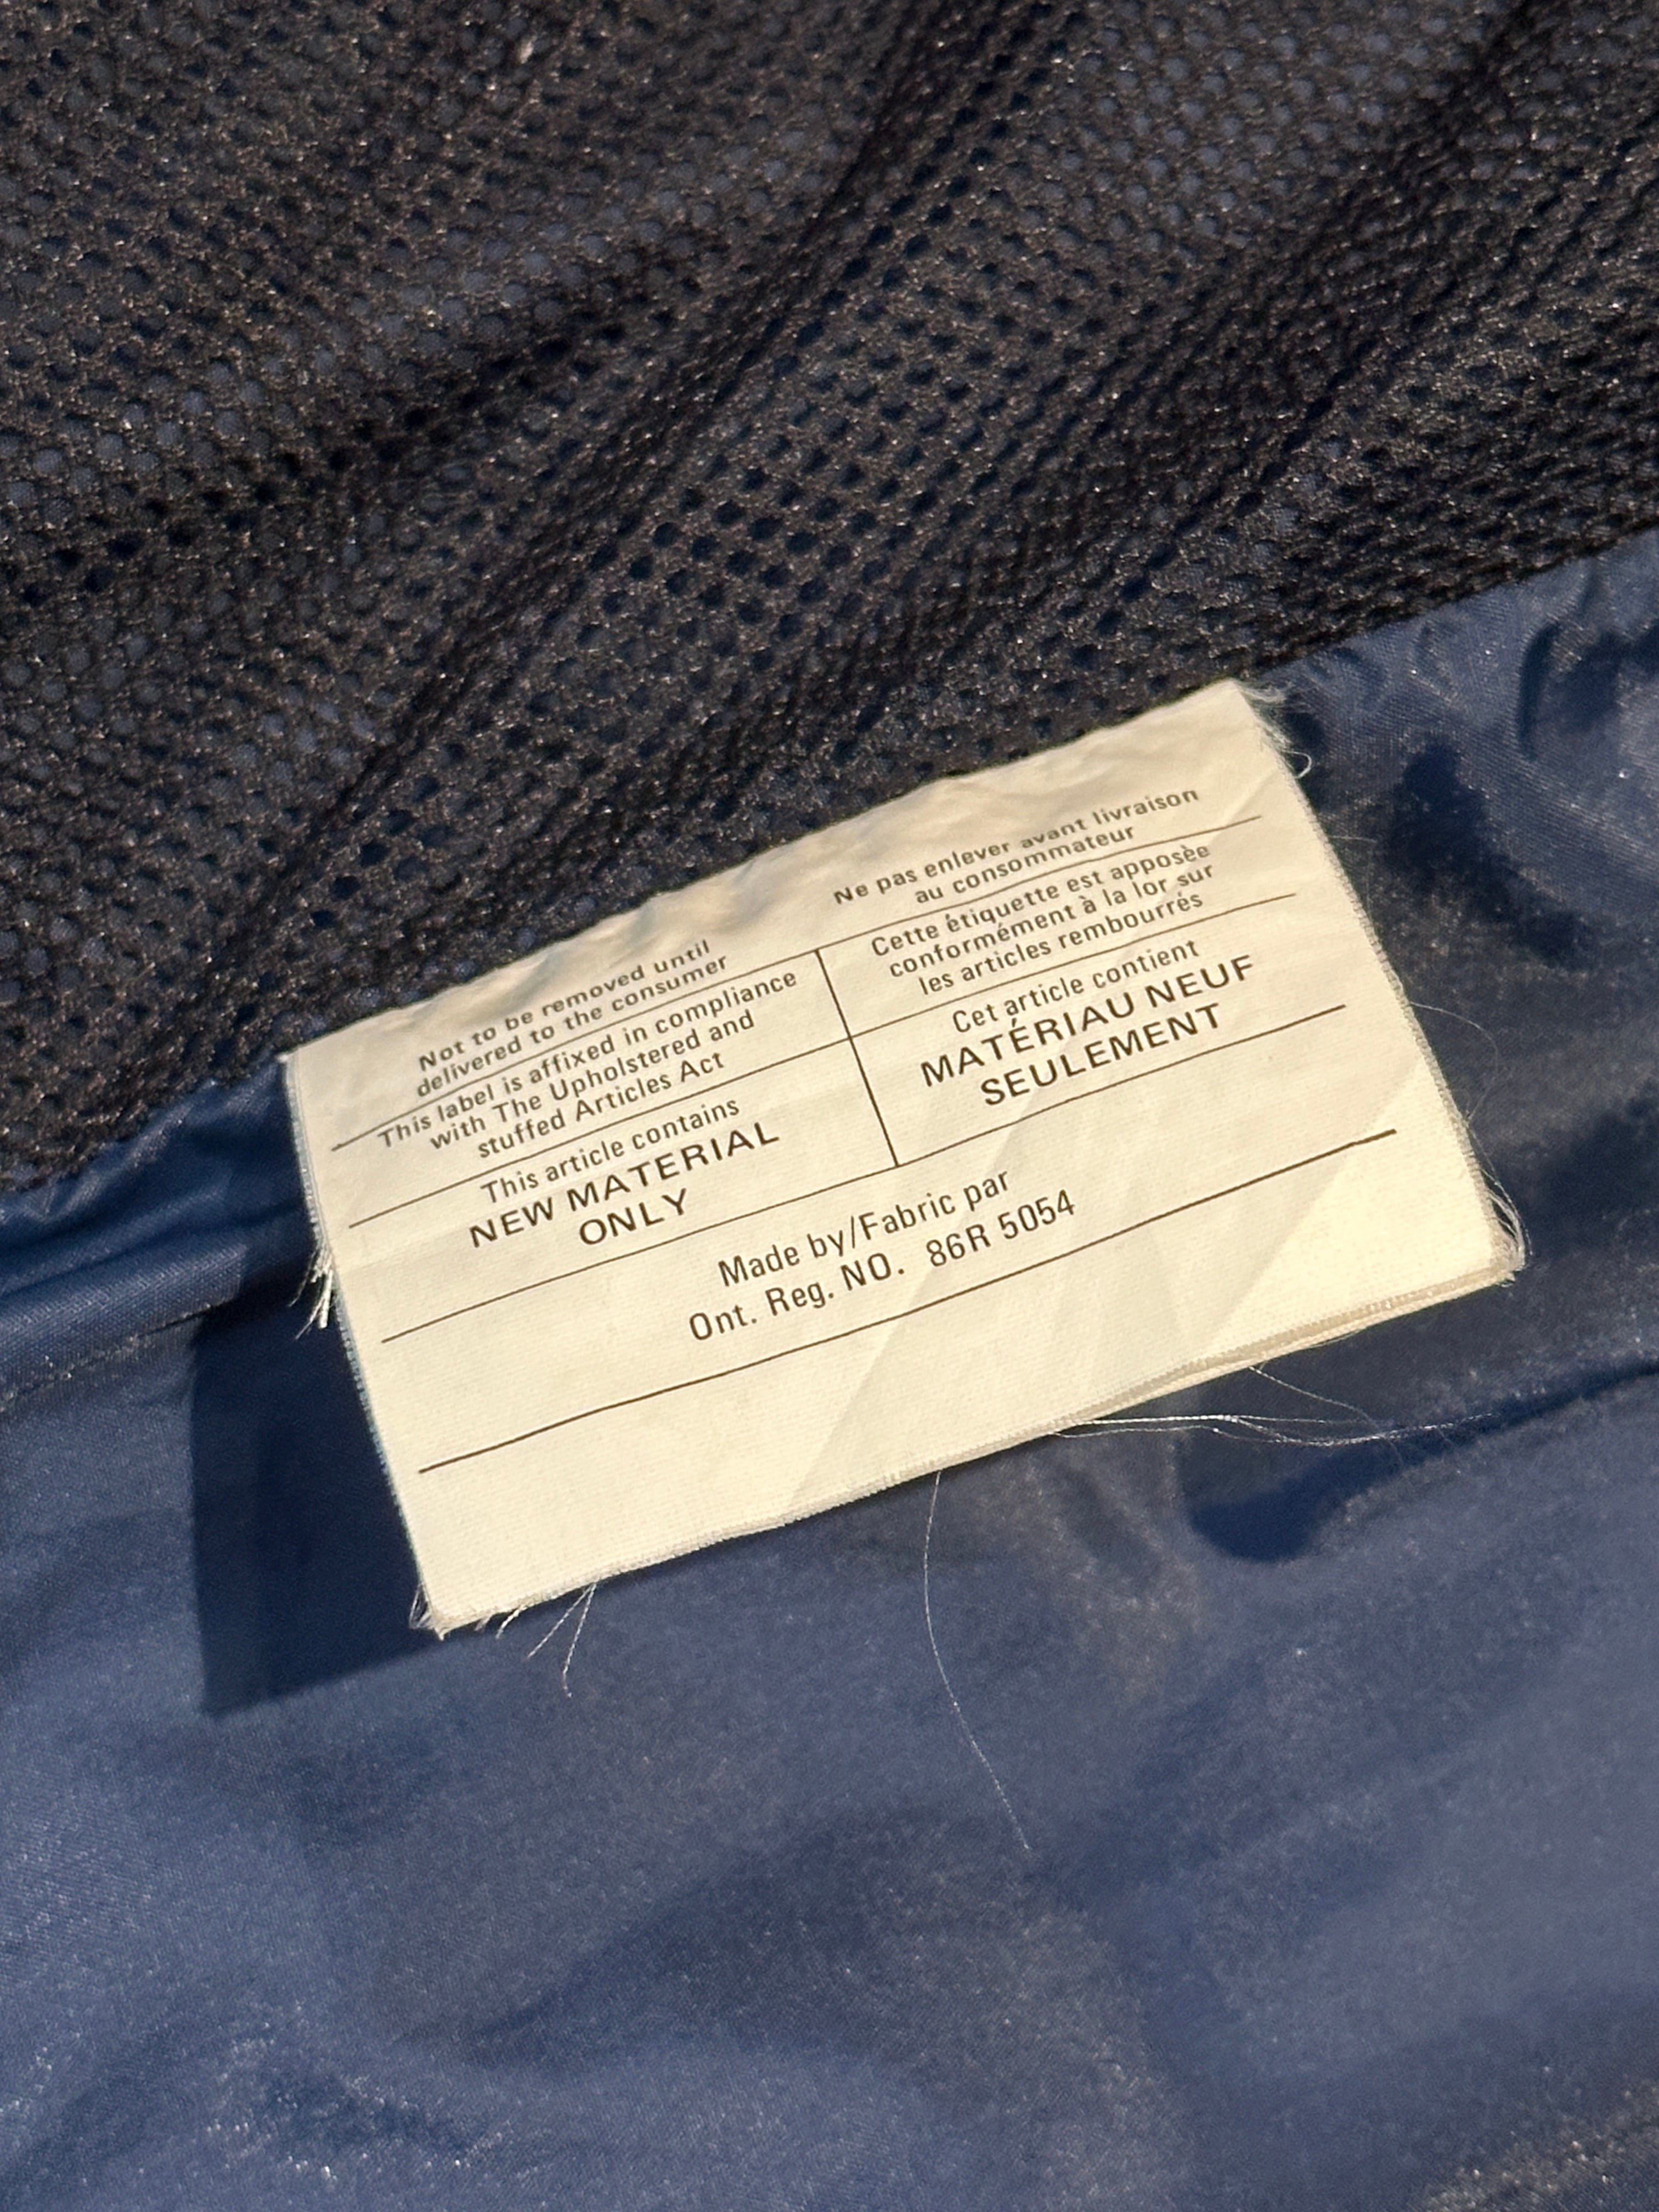 Not to be removed until
delivered to the consumer
This label is affixed in compliance
with The Upholstered and
stuffed Articles Act
This article contains
NEW MATERIAL
ONLY
Ne pas enlever avant livraison
au consommateur
Cette étiquette est apposèe
conformément à la lor sur
les articles rembourrés
Cet article contient
MATÉRIAU NEUF
SEULEMENT
Made by/Fabric par
Ont. Reg. NO. 86R 5054